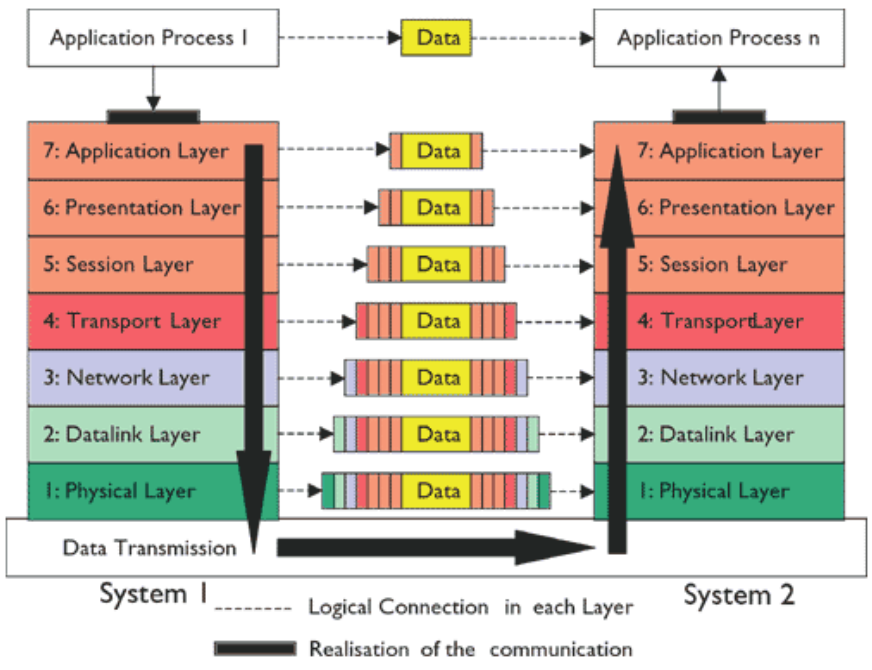 Application Process 1
Data
Application Process n
7: Application Layer
Data
7: Application Layer
6: Presentation Layer
Data
6: Presentation Layer
5: Session Layer
Data
5: Session Layer
4: Transport Layer
Data
4: TransportLayer
3: Network Layer
Data
3: Network Layer
2: Datalink Layer
Data
2: Datalink Layer
1: Physical Layer
Data
1: Physical Layer
Data Transmission
System 1
System 2
Logical Connection in each Layer
Realisation of the communication